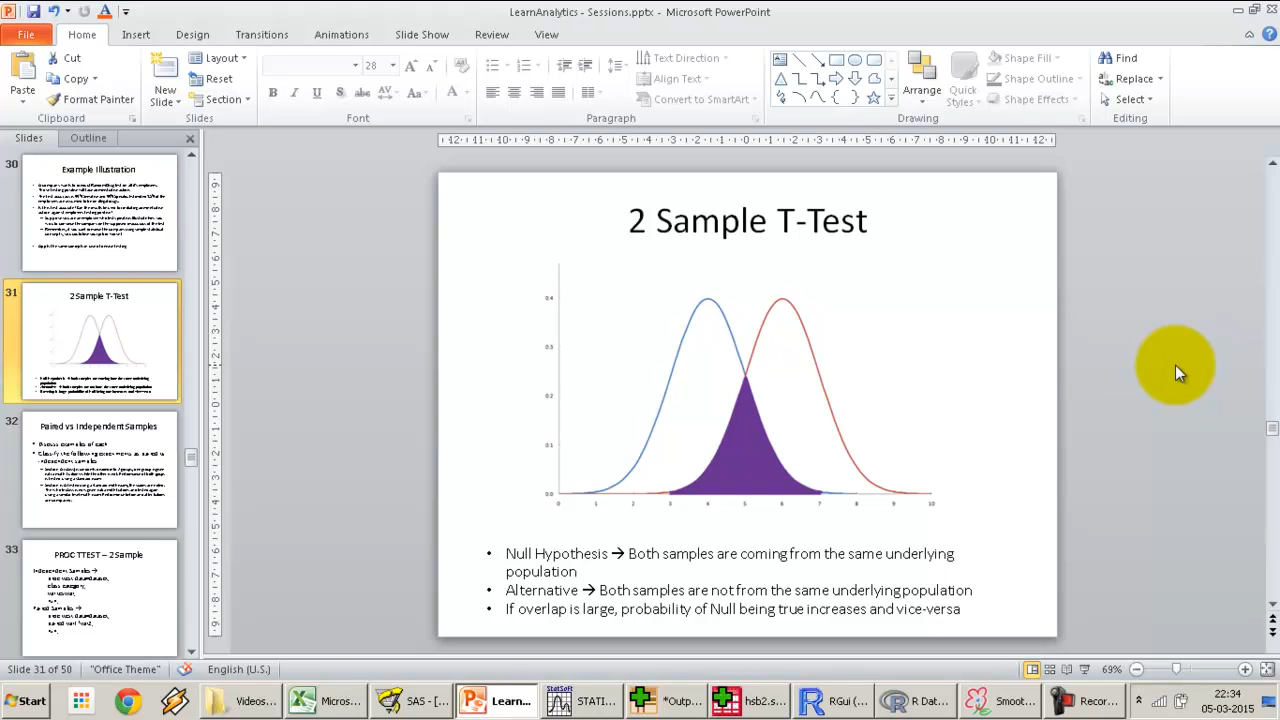 LearnAnalytics - Sessions.pptx - Microsoft PowerPoint
File Home Insert Design Transitions Animations Slide Show Review View
Paste
Cut
Copy
Format Painter
Clipboard
New Slide
Layout
Reset
Section
Slides
28
B I U S abc AV Aa A
Font
Text Direction
Align Text
Convert to SmartArt
Paragraph
Arrange
Quick Styles
Shape Fill
Shape Outline
Shape Effects
Drawing
Find
Replace
Select
Editing
Slides Outline
30
Example Illustration
31
2 Sample T-Test
32
Paired vs Independent Samples
33
PROC TTEST – 2 Sample
Independent Samples →
Paired Samples →
2 Sample T-Test
0.4
0.3
0.2
0.1
0.0
0 1 2 3 4 5 6 7 8 9 10
• Null Hypothesis → Both samples are coming from the same underlying
population
• Alternative → Both samples are not from the same underlying population
• If overlap is large, probability of Null being true increases and vice-versa
Slide 31 of 50 "Office Theme" English (U.S.) 69%
Start Videos... Micros... SAS - [... Learn... STATI... *Outp... hsb2.s... RGui (... R Dat... Smoot... Recor...
22:34
05-03-2015